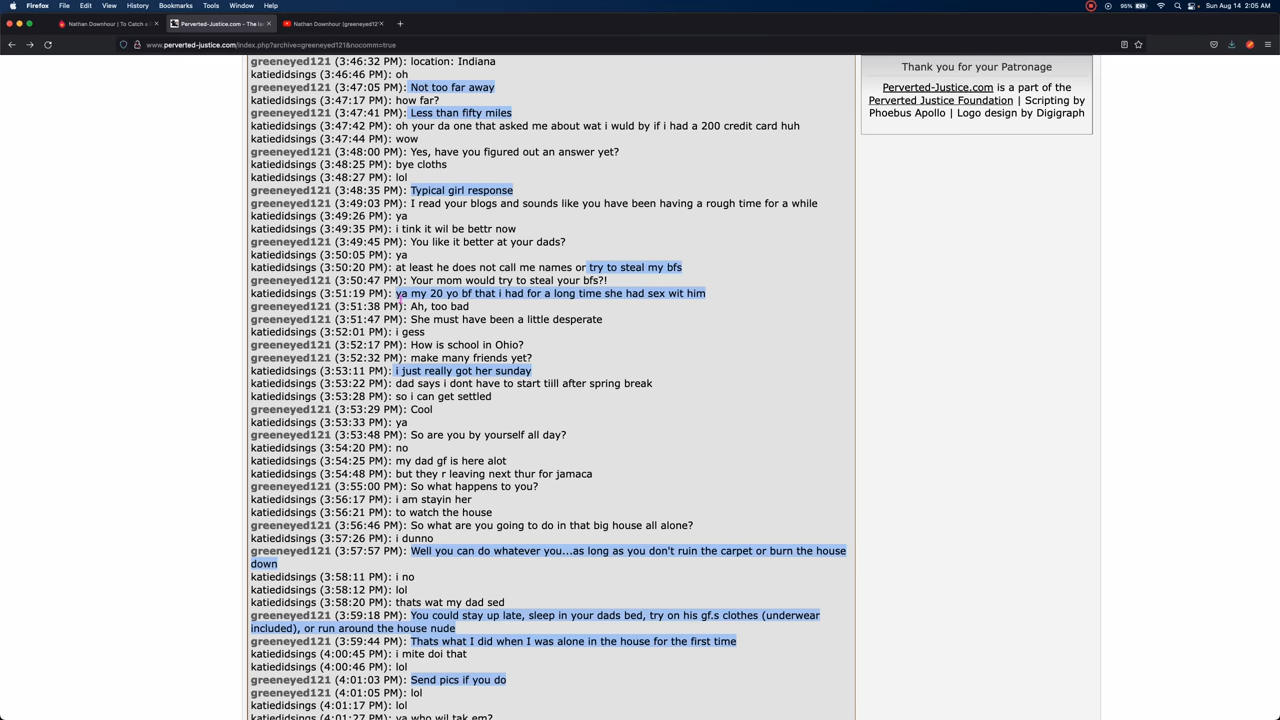 Firefox File Edit View History Bookmarks Tools Window Help
95% Sun Aug 14 2:05 AM
Nathan Downhour | To Catch a
Perverted-Justice.com - The la
Nathan Downhour (greeneyed12
www.perverted-justice.com/index.php?archive=greeneyed121&nocomm=true
greeneyed121 (3:46:32 PM): location: Indiana
katiedidsings (3:46:46 PM): oh
greeneyed121 (3:47:05 PM): Not too far away
katiedidsings (3:47:17 PM): how far?
greeneyed121 (3:47:41 PM): Less than fifty miles
katiedidsings (3:47:42 PM): oh your da one that asked me about wat i wuld by if i had a 200 credit card huh
katiedidsings (3:47:44 PM): wow
greeneyed121 (3:48:00 PM): Yes, have you figured out an answer yet?
katiedidsings (3:48:25 PM): bye cloths
katiedidsings (3:48:27 PM): lol
greeneyed121 (3:48:35 PM): Typical girl response
greeneyed121 (3:49:03 PM): I read your blogs and sounds like you have been having a rough time for a while
katiedidsings (3:49:26 PM): ya
katiedidsings (3:49:35 PM): i tink it wil be bettr now
greeneyed121 (3:49:45 PM): You like it better at your dads?
katiedidsings (3:50:05 PM): ya
katiedidsings (3:50:20 PM): at least he does not call me names or try to steal my bfs
greeneyed121 (3:50:47 PM): Your mom would try to steal your bfs?!
katiedidsings (3:51:19 PM): ya my 20 yo bf that i had for a long time she had sex wit him
greeneyed121 (3:51:38 PM): Ah, too bad
greeneyed121 (3:51:47 PM): She must have been a little desperate
katiedidsings (3:52:01 PM): i gess
greeneyed121 (3:52:17 PM): How is school in Ohio?
greeneyed121 (3:52:32 PM): make many friends yet?
katiedidsings (3:53:11 PM): i just really got her sunday
katiedidsings (3:53:22 PM): dad says i dont have to start tiill after spring break
katiedidsings (3:53:28 PM): so i can get settled
greeneyed121 (3:53:29 PM): Cool
katiedidsings (3:53:33 PM): ya
greeneyed121 (3:53:48 PM): So are you by yourself all day?
katiedidsings (3:54:20 PM): no
katiedidsings (3:54:25 PM): my dad gf is here alot
katiedidsings (3:54:48 PM): but they r leaving next thur for jamaca
greeneyed121 (3:55:00 PM): So what happens to you?
katiedidsings (3:56:17 PM): i am stayin her
katiedidsings (3:56:21 PM): to watch the house
greeneyed121 (3:56:46 PM): So what are you going to do in that big house all alone?
katiedidsings (3:57:26 PM): i dunno
greeneyed121 (3:57:57 PM): Well you can do whatever you...as long as you don't ruin the carpet or burn the house
down
katiedidsings (3:58:11 PM): i no
katiedidsings (3:58:12 PM): lol
katiedidsings (3:58:20 PM): thats wat my dad sed
greeneyed121 (3:59:18 PM): You could stay up late, sleep in your dads bed, try on his gf.s clothes (underwear
included), or run around the house nude
greeneyed121 (3:59:44 PM): Thats what I did when I was alone in the house for the first time
katiedidsings (4:00:45 PM): i mite doi that
katiedidsings (4:00:46 PM): lol
greeneyed121 (4:01:03 PM): Send pics if you do
greeneyed121 (4:01:05 PM): lol
katiedidsings (4:01:17 PM): lol
katiedidsings (4:01:27 PM): ya who wil tak em?
Thank you for your Patronage
Perverted-Justice.com is a part of the
Perverted Justice Foundation | Scripting by
Phoebus Apollo | Logo design by Digigraph